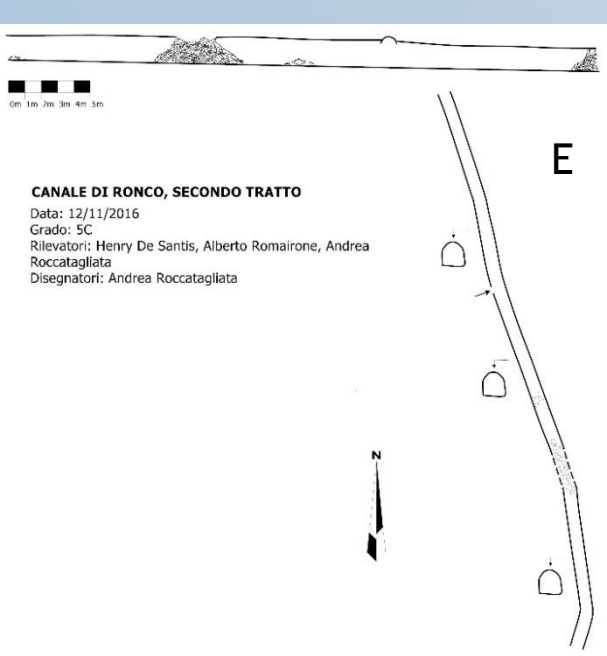 0m 1m 2m 3m 4m 5m
E
CANALE DI RONCO, SECONDO TRATTO
Data: 12/11/2016
Grado: 5C
Rilevatori: Henry De Santis, Alberto Romairone, Andrea
Roccatagliata
Disegnatori: Andrea Roccatagliata
N